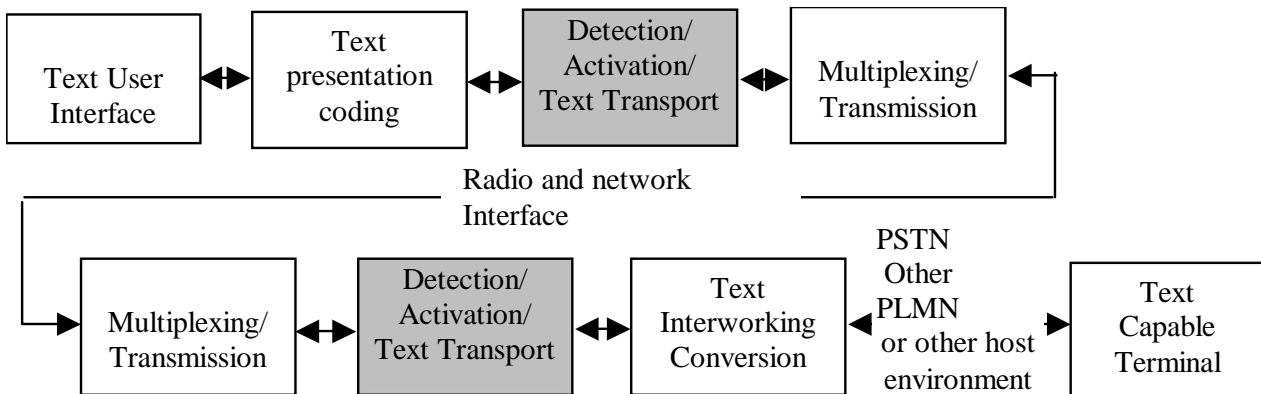 Text User
Interface
Text
presentation
coding
Detection/
Activation/
Text Transport
Multiplexing/
Transmission
Radio and network
Interface
Multiplexing/
Transmission
Detection/
Activation/
Text Transport
Text
Interworking
Conversion
PSTN
Other
PLMN
or other host
environment
Text
Capable
Terminal